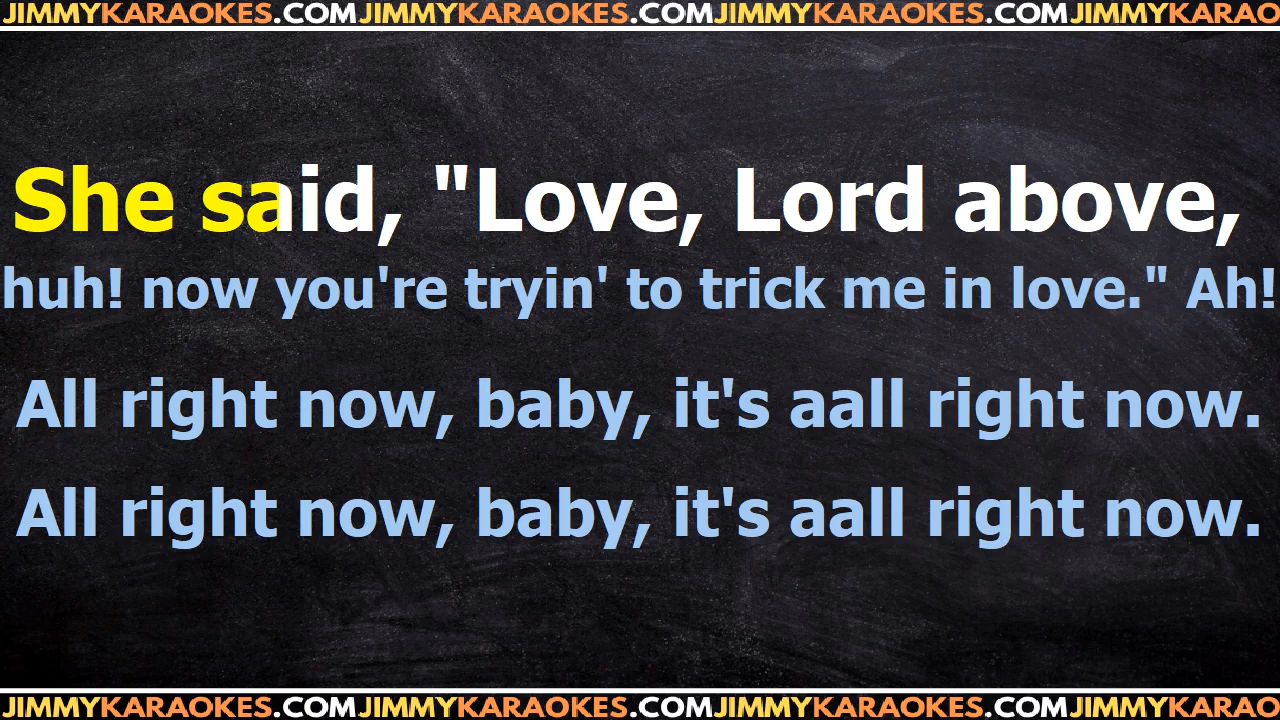 JIMMYKARAOKES.COMJIMMYKARAOKES.COMJIMMYKARAOKES.COMJIMMYKARAO
She said, "Love, Lord above,
huh! now you're tryin' to trick me in love." Ah!
All right now, baby, it's aall right now.
All right now, baby, it's aall right now.
JIMMYKARAOKES.COMJIMMYKARAOKES.COMJIMMYKARAOKES.COMJIMMYKARAO